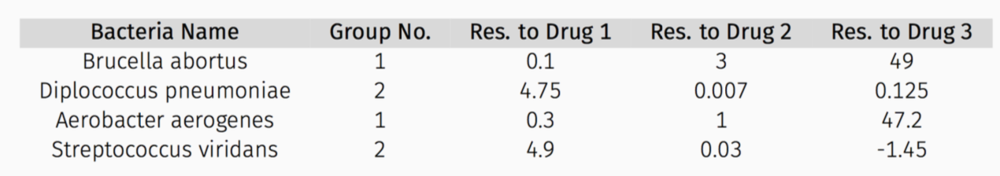 Bacteria Name Group No. Res. to Drug 1 Res. to Drug 2 Res. to Drug 3
Brucella abortus 1 0.1 3 49
Diplococcus pneumoniae 2 4.75 0.007 0.125
Aerobacter aerogenes 1 0.3 1 47.2
Streptococcus viridans 2 4.9 0.03 -1.45